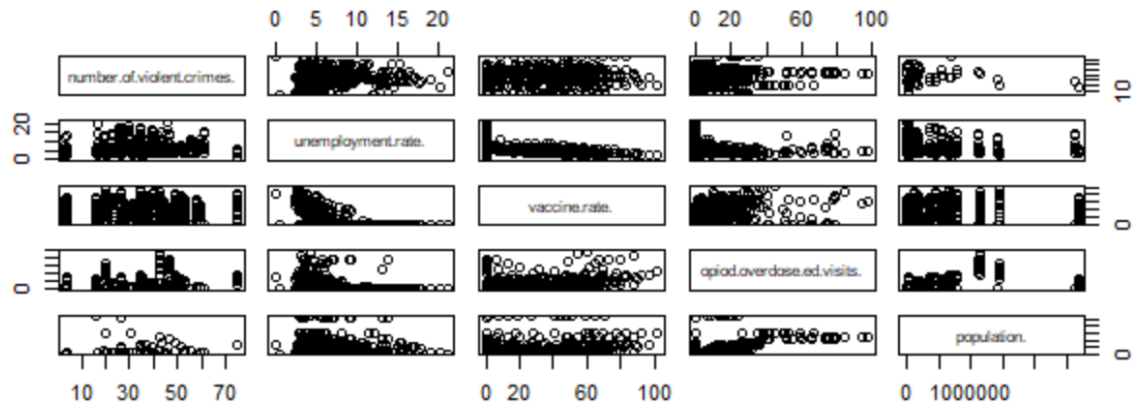 0 5 10 15 20 0 20 60 100
number.of.violent.crimes.
10
20
0
unemployment.rate.
vaccine.rate.
0
0
opiod.overdose.ed.visits.
population.
0
10 30 50 70 0 20 60 100 0 1000000